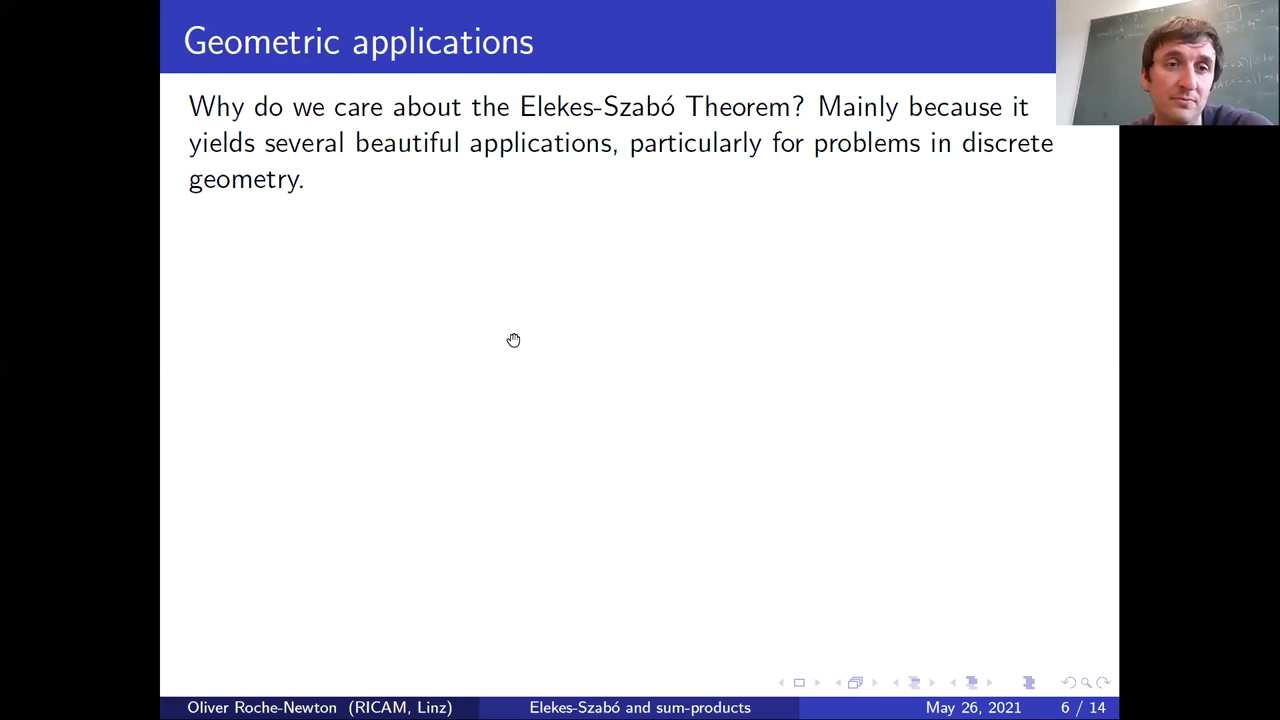 Geometric applications
Why do we care about the Elekes-Szabó Theorem? Mainly because it
yields several beautiful applications, particularly for problems in discrete
geometry.
Oliver Roche-Newton (RICAM, Linz)
Elekes-Szabó and sum-products
May 26, 2021
6 / 14